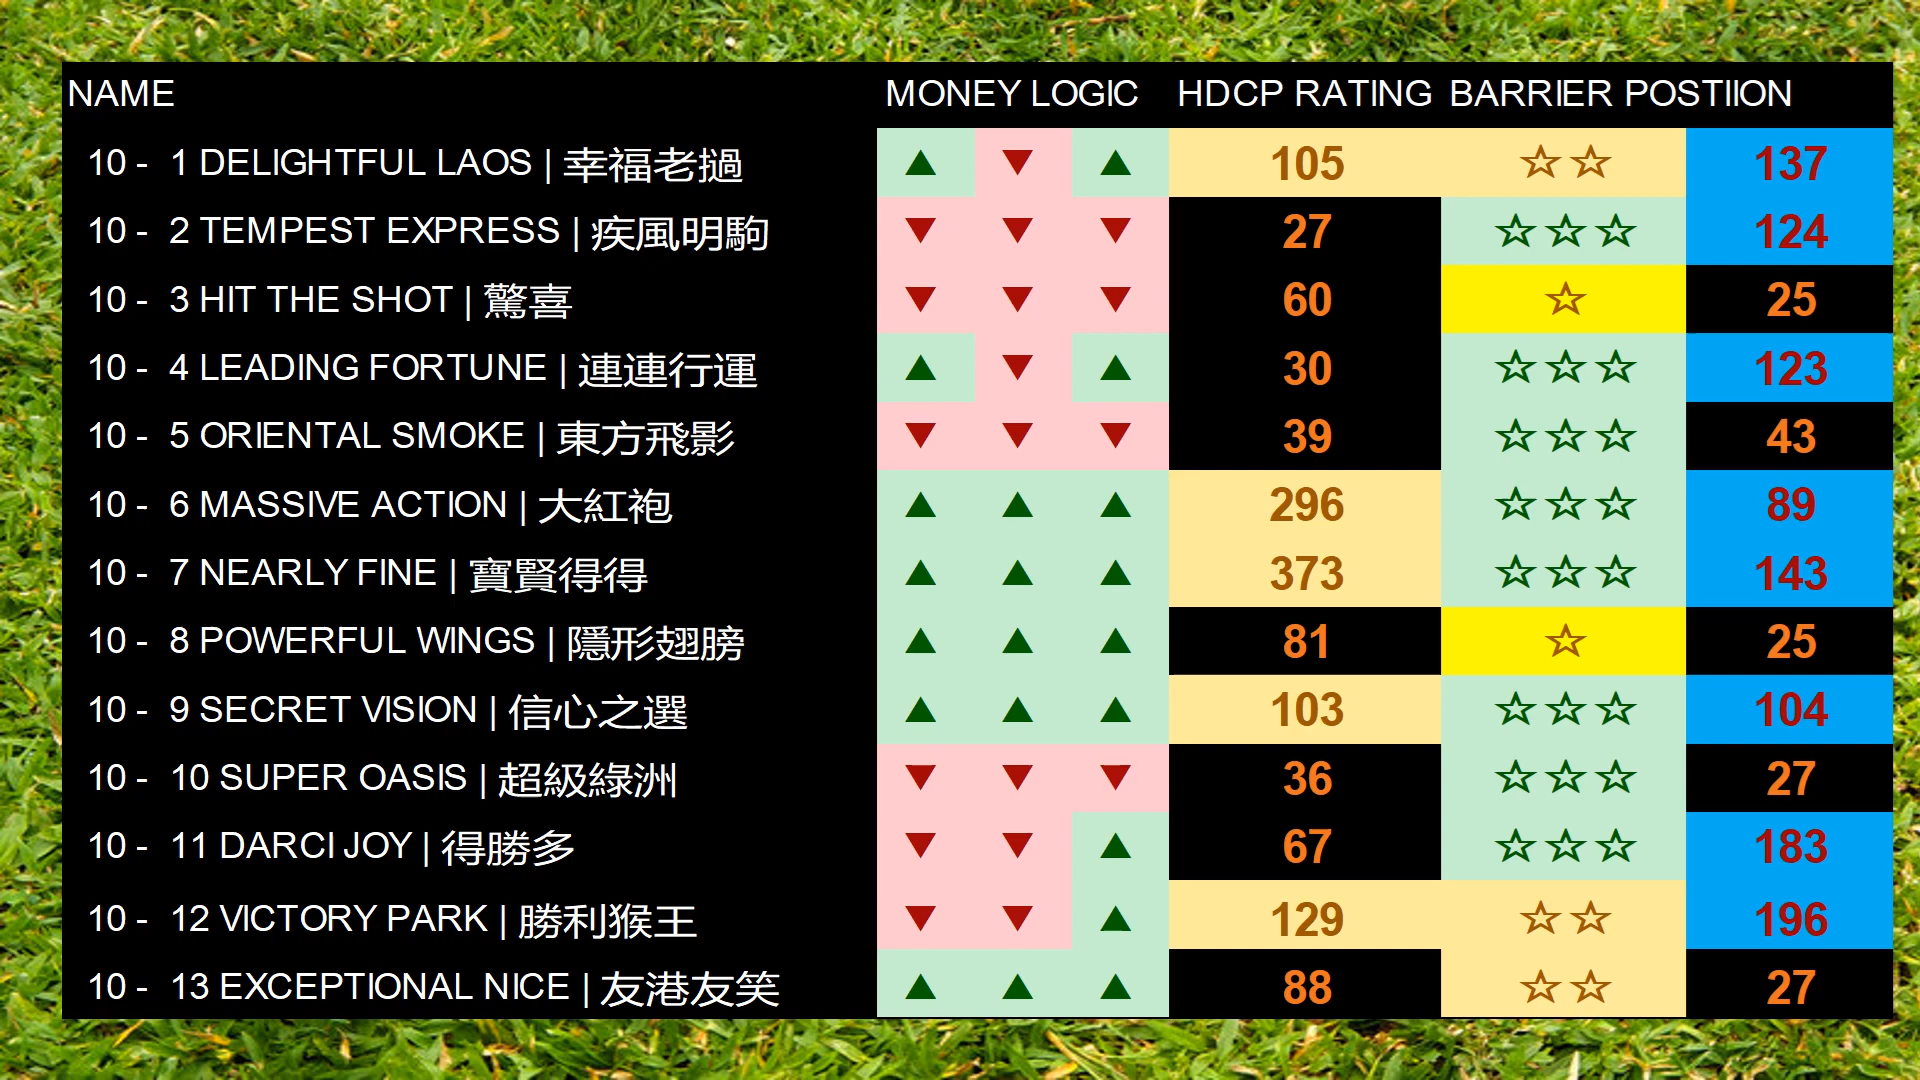 NAME MONEY LOGIC HDCP RATING BARRIER POSTIION
10 - 1 DELIGHTFUL LAOS | 幸福老撾 ▲ ▼ ▲ 105 ☆☆ 137
10 - 2 TEMPEST EXPRESS | 疾風明駒 ▼ ▼ ▼ 27 ☆☆☆ 124
10 - 3 HIT THE SHOT | 驚喜 ▼ ▼ ▼ 60 ☆ 25
10 - 4 LEADING FORTUNE | 連連行運 ▲ ▼ ▲ 30 ☆☆☆ 123
10 - 5 ORIENTAL SMOKE | 東方飛影 ▼ ▼ ▼ 39 ☆☆☆ 43
10 - 6 MASSIVE ACTION | 大紅袍 ▲ ▲ ▲ 296 ☆☆☆ 89
10 - 7 NEARLY FINE | 寶賢得得 ▲ ▲ ▲ 373 ☆☆☆ 143
10 - 8 POWERFUL WINGS | 隱形翅膀 ▲ ▲ ▲ 81 ☆ 25
10 - 9 SECRET VISION | 信心之選 ▲ ▲ ▲ 103 ☆☆☆ 104
10 - 10 SUPER OASIS | 超級綠洲 ▼ ▼ ▼ 36 ☆☆☆ 27
10 - 11 DARCI JOY | 得勝多 ▼ ▼ ▲ 67 ☆☆☆ 183
10 - 12 VICTORY PARK | 勝利猴王 ▼ ▼ ▲ 129 ☆☆ 196
10 - 13 EXCEPTIONAL NICE | 友港友笑 ▲ ▲ ▲ 88 ☆☆ 27